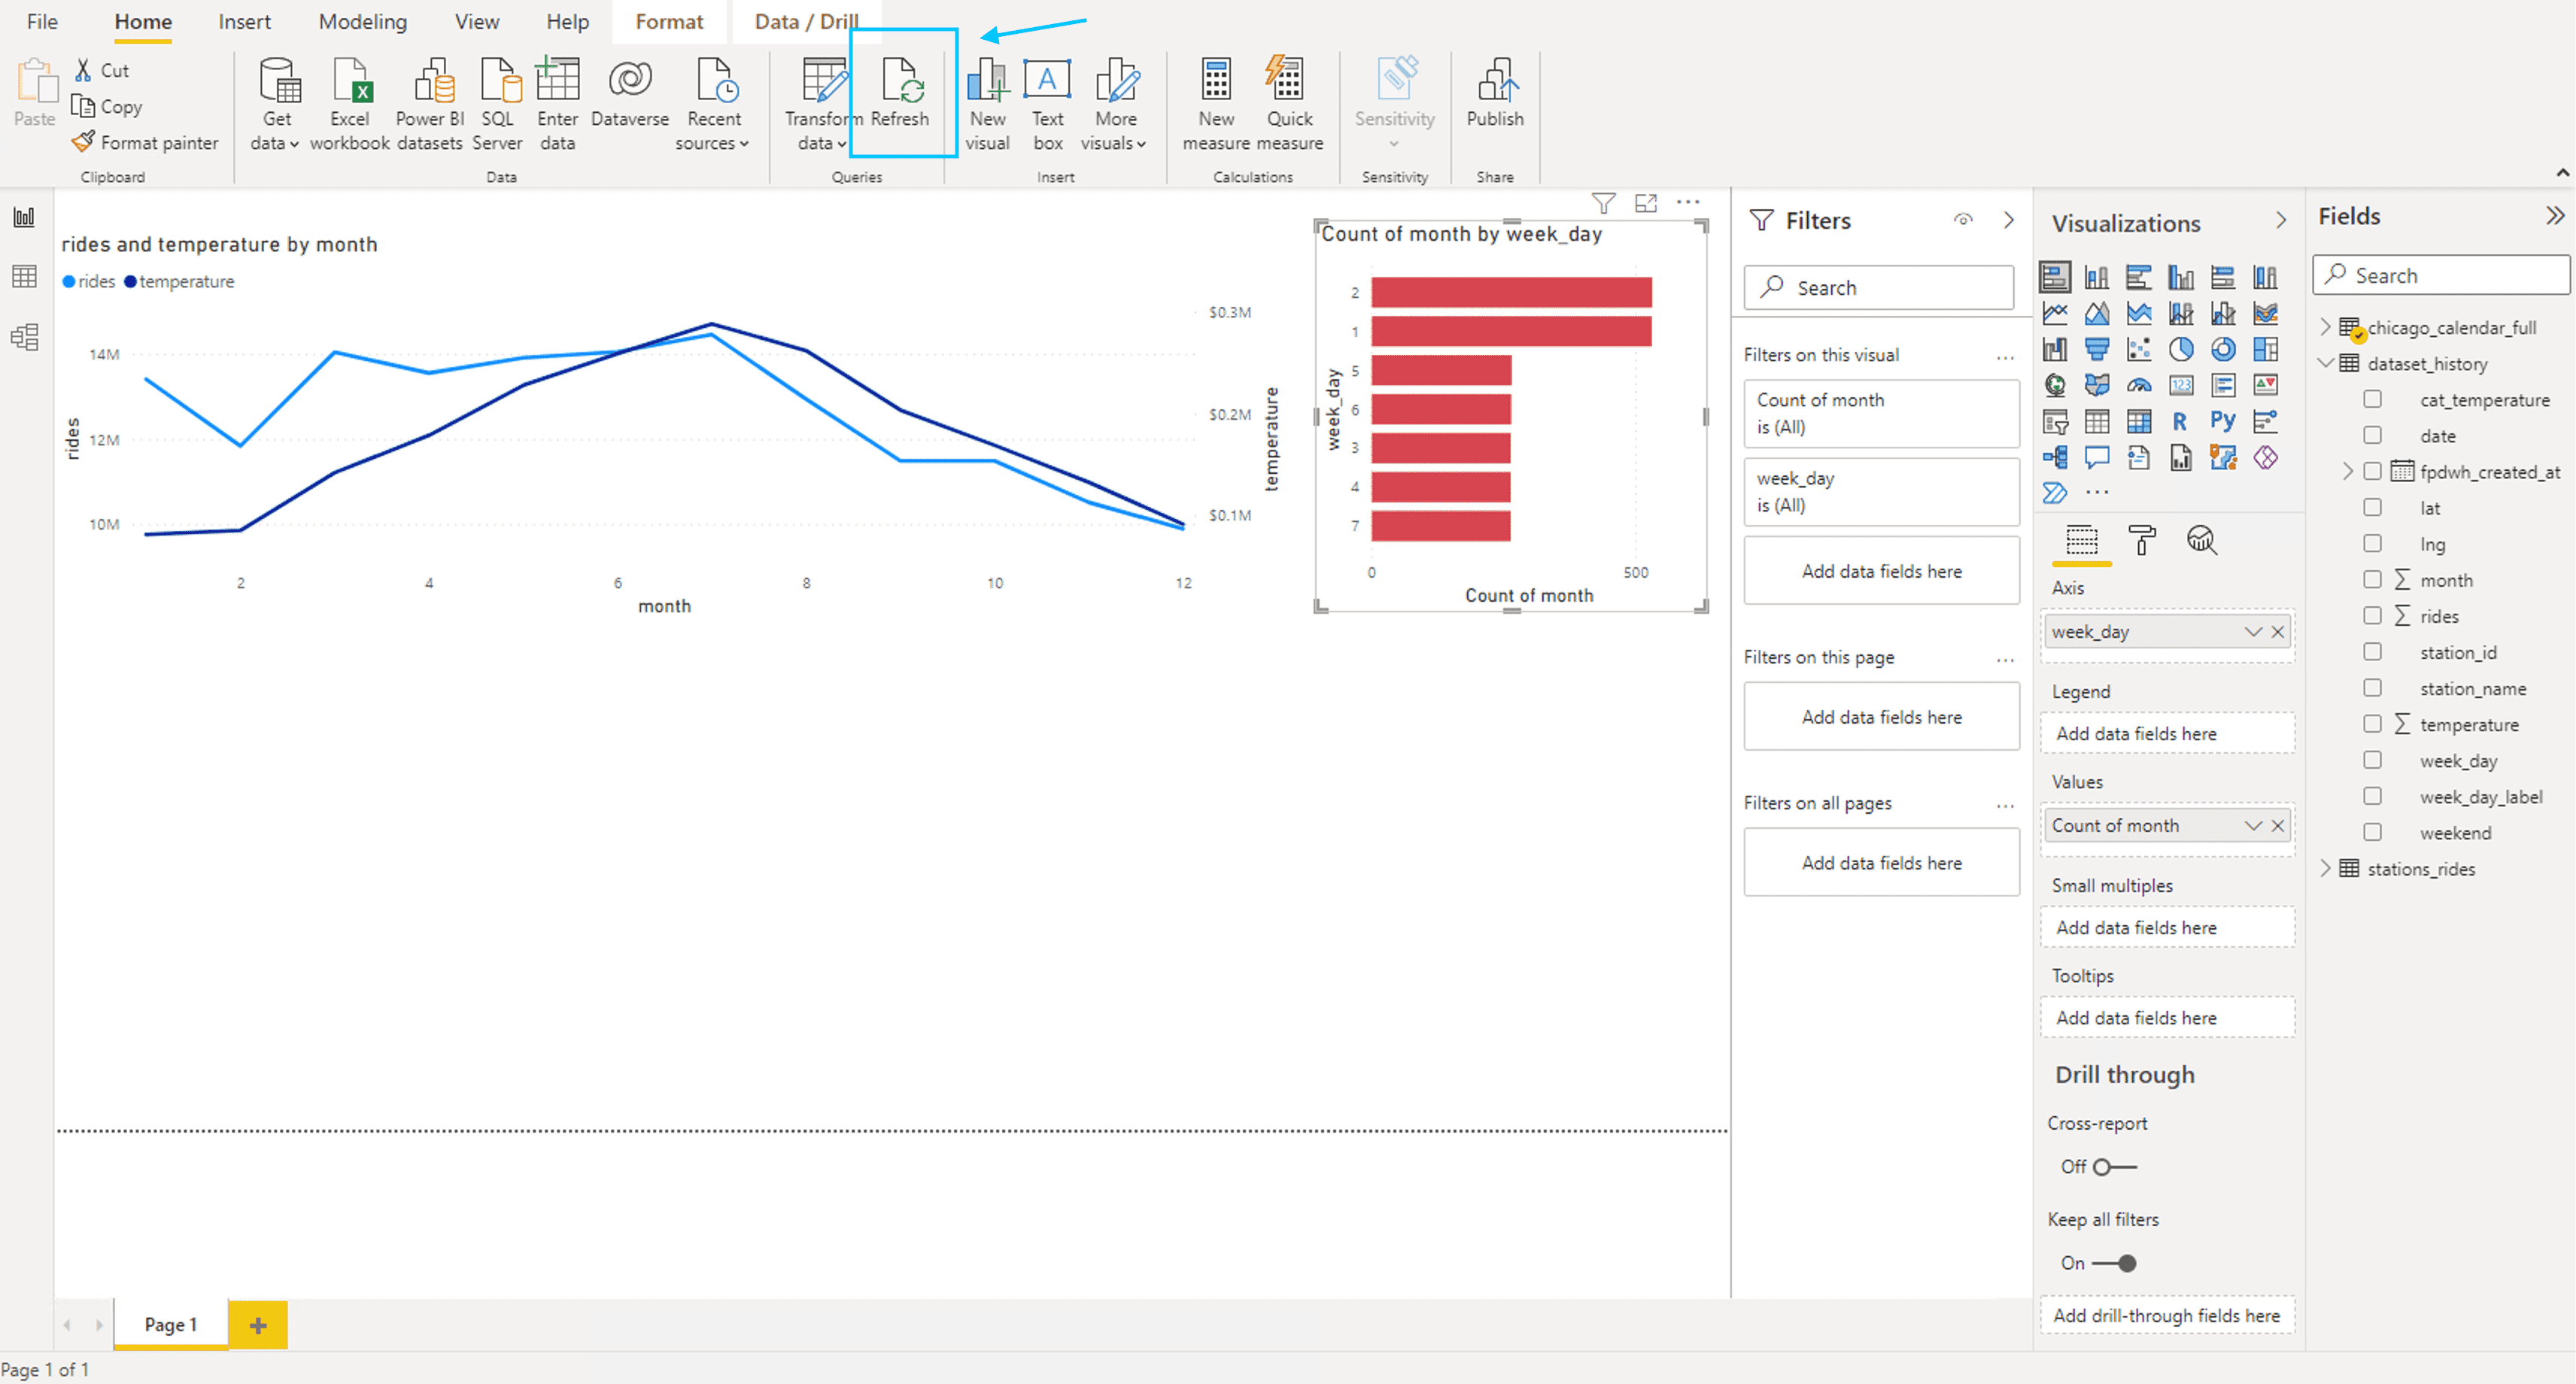 File Home Insert Modeling View Help Format Data / Drill
Paste
Cut
Copy
Format painter
Clipboard
Get data
Excel workbook
Power BI datasets
SQL Server
Enter data
Dataverse
Recent sources
Data
Transform data
Refresh
Queries
New visual
A
Text box
More visuals
Insert
New measure
Quick measure
Calculations
Sensitivity
Sensitivity
Publish
Share
rides and temperature by month
rides temperature
14M
12M
10M
rides
$0.3M
$0.2M
$0.1M
temperature
2 4 6 8 10 12
month
Count of month by week_day
week_day
2
1
5
6
3
4
7
0 500
Count of month
Filters
Search
Filters on this visual ...
Count of month
is (All)
week_day
is (All)
Add data fields here
Filters on this page ...
Add data fields here
Filters on all pages ...
Add data fields here
Visualizations
123
R Py
...
Axis
week_day
Legend
Add data fields here
Values
Count of month
Small multiples
Add data fields here
Tooltips
Add data fields here
Drill through
Cross-report
Off
Keep all filters
On
Add drill-through fields here
Fields
Search
chicago_calendar_full
dataset_history
cat_temperature
date
fpdwh_created_at
lat
lng
∑ month
∑ rides
station_id
station_name
∑ temperature
week_day
week_day_label
weekend
stations_rides
Page 1 +
Page 1 of 1